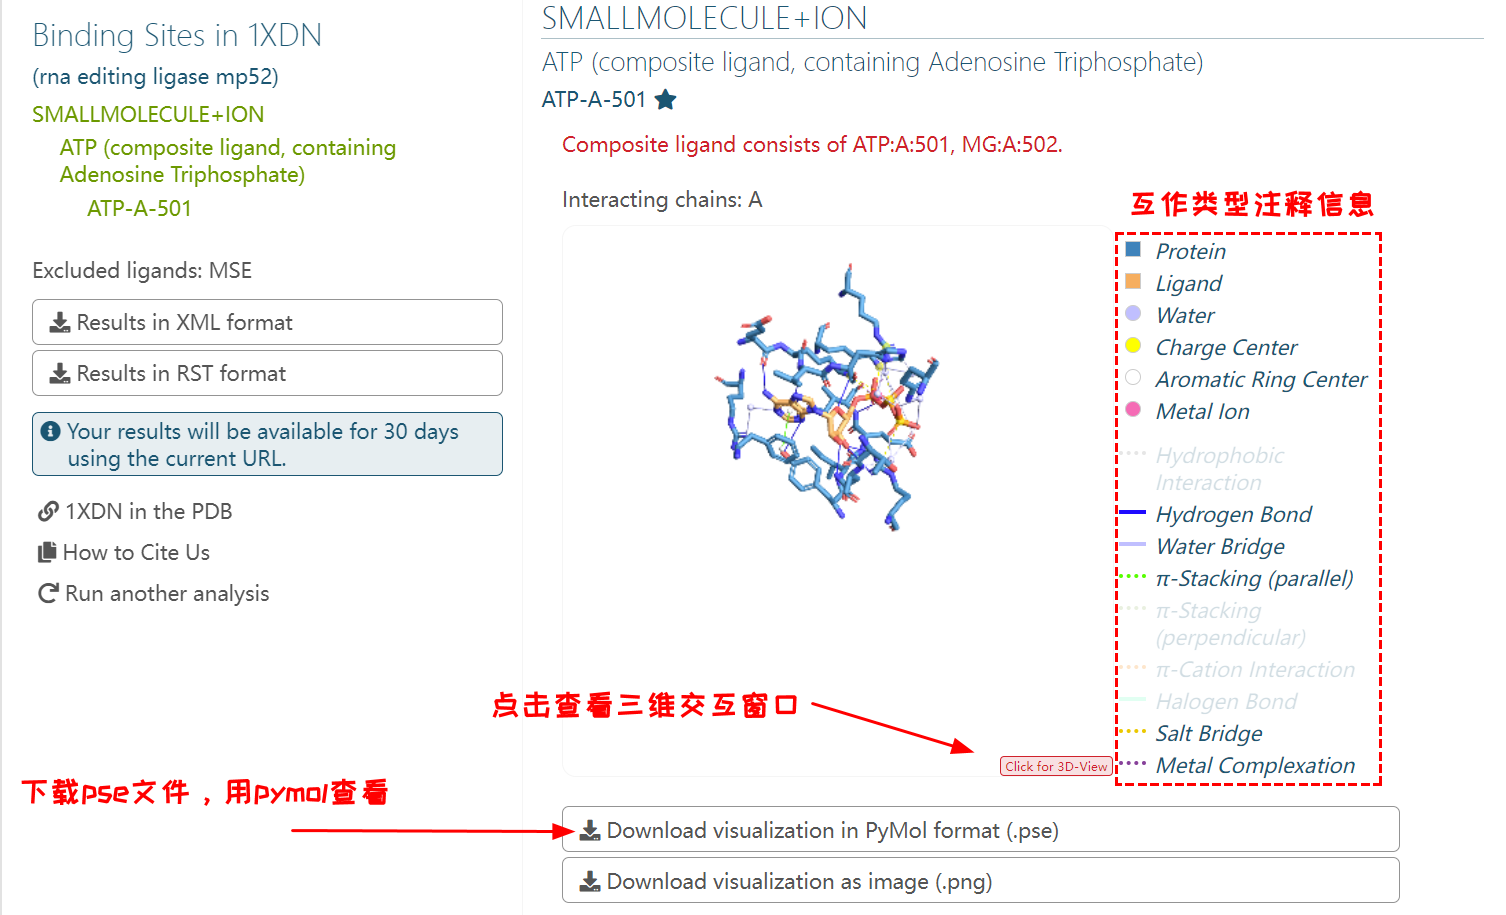 Binding Sites in 1XDN
(rna editing ligase mp52)
SMALLMOLECULE+ION
ATP (composite ligand, containing
Adenosine Triphosphate)
ATP-A-501
Excluded ligands: MSE
Results in XML format
Results in RST format
Your results will be available for 30 days
using the current URL.
1XDN in the PDB
How to Cite Us
Run another analysis
SMALLMOLECULE+ION
ATP (composite ligand, containing Adenosine Triphosphate)
ATP-A-501
Composite ligand consists of ATP:A:501, MG:A:502.
Interacting chains: A
互作类型注释信息
Protein
Ligand
Water
Charge Center
Aromatic Ring Center
Metal Ion
Hydrophobic
Interaction
Hydrogen Bond
Water Bridge
π-Stacking (parallel)
π-Stacking
(perpendicular)
π-Cation Interaction
Halogen Bond
Salt Bridge
Metal Complexation
点击查看三维交互窗口
Click for 3D-View
下载pse文件，用pymol查看
Download visualization in PyMol format (.pse)
Download visualization as image (.png)